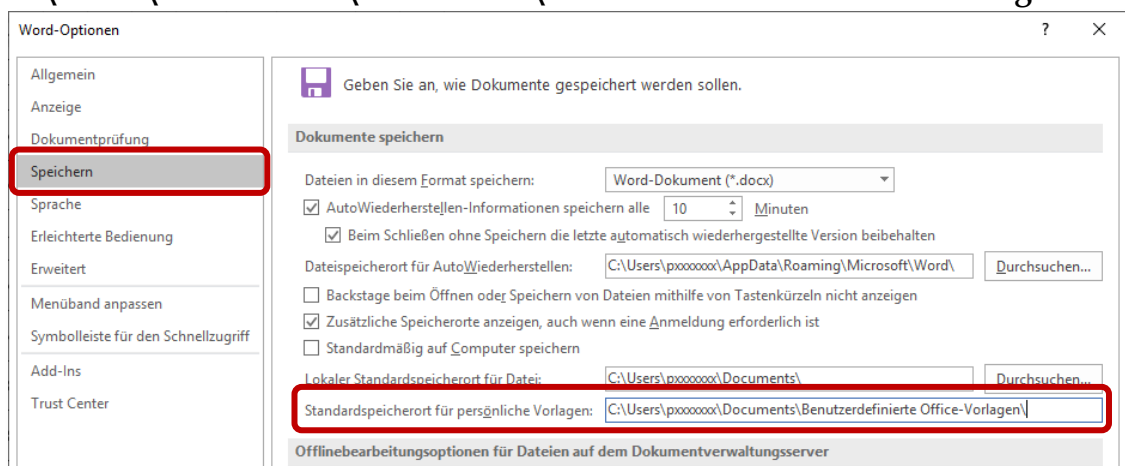 Word-Optionen ? ×
Allgemein
Anzeige
Dokumentprüfung
Speichern
Sprache
Erleichterte Bedienung
Erweitert
Menüband anpassen
Symbolleiste für den Schnellzugriff
Add-Ins
Trust Center
Geben Sie an, wie Dokumente gespeichert werden sollen.
Dokumente speichern
Dateien in diesem Format speichern: Word-Dokument (*.docx)
AutoWiederherstellen-Informationen speichern alle 10 Minuten
Beim Schließen ohne Speichern die letzte automatisch wiederhergestellte Version beibehalten
Dateispeicherort für AutoWiederherstellen: C:\Users\pxxxxxxx\AppData\Roaming\Microsoft\Word\ Durchsuchen...
Backstage beim Öffnen oder Speichern von Dateien mithilfe von Tastenkürzeln nicht anzeigen
Zusätzliche Speicherorte anzeigen, auch wenn eine Anmeldung erforderlich ist
Standardmäßig auf Computer speichern
Lokaler Standardspeicherort für Datei: C:\Users\pxxxxxxx\Documents\ Durchsuchen...
Standardspeicherort für persönliche Vorlagen: C:\Users\pxxxxxxx\Documents\Benutzerdefinierte Office-Vorlagen\
Offlinebearbeitungsoptionen für Dateien auf dem Dokumentverwaltungsserver